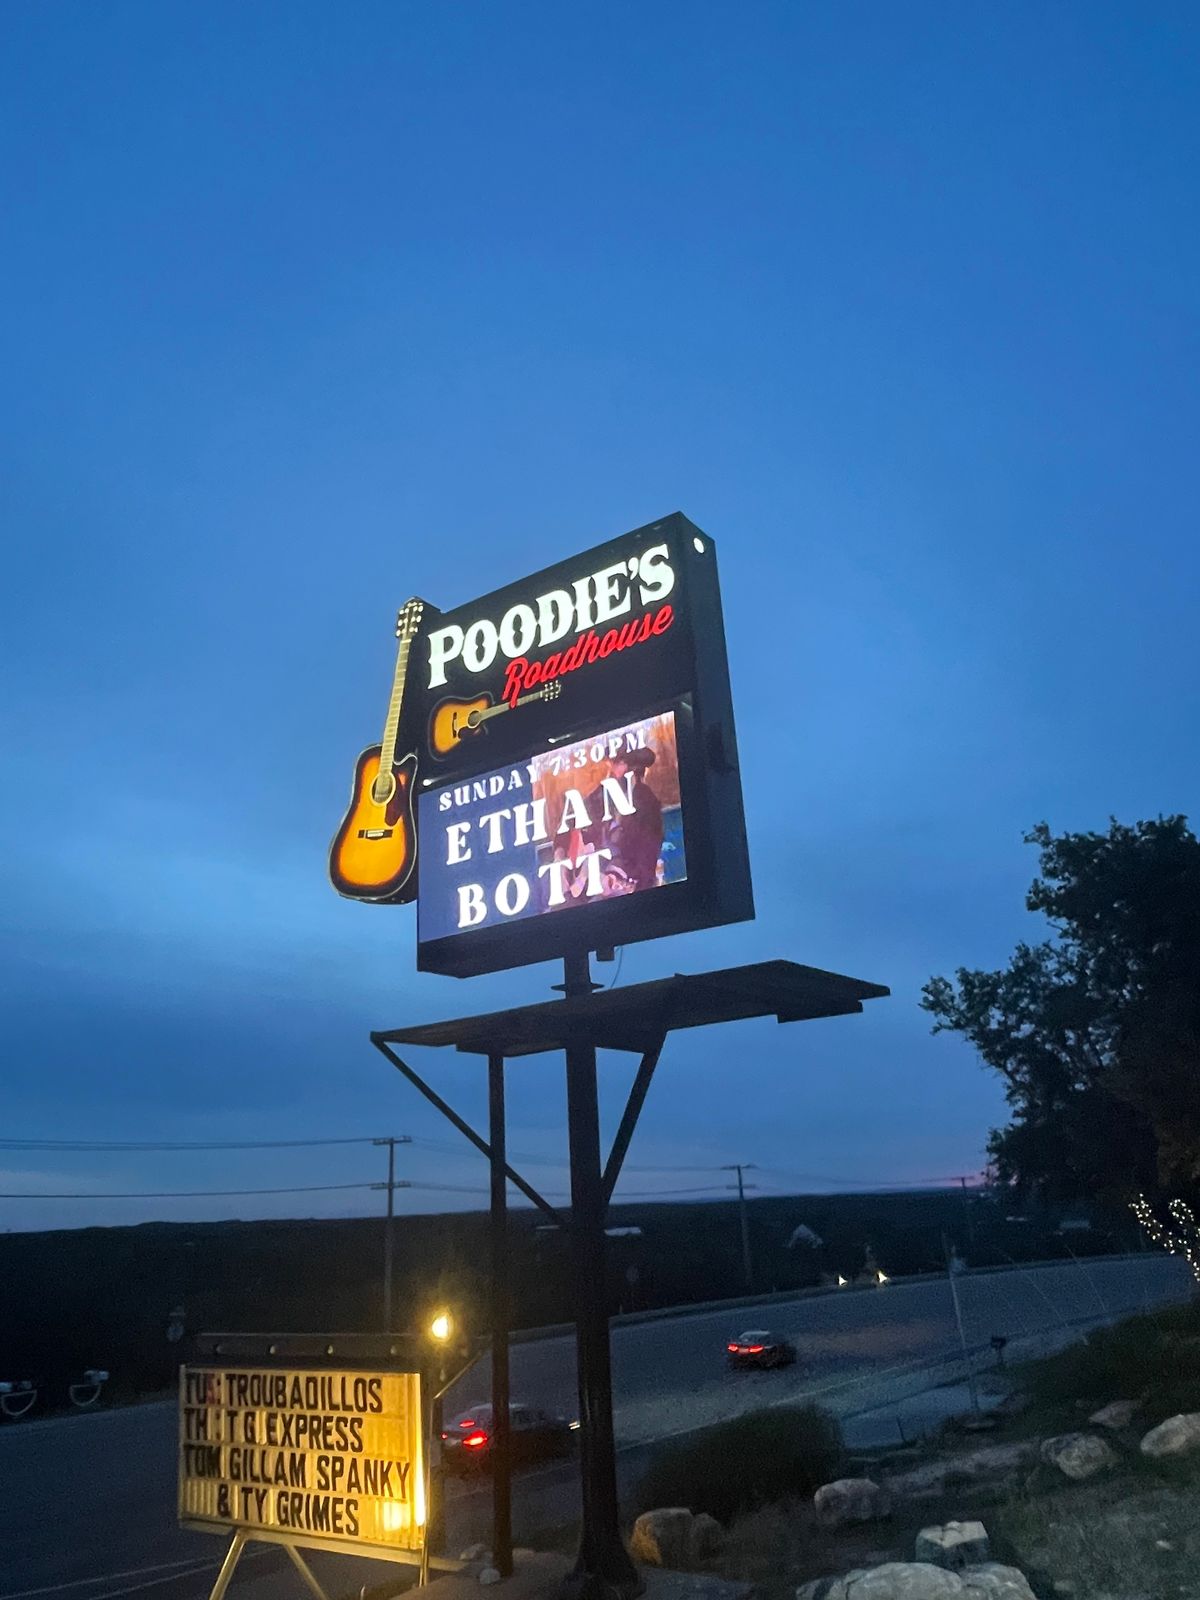 POODIE'S
Roadhouse
SUNDAY 7:30PM
ETHAN
BOTT
TUS: TROUBADILLOS
TH: T G EXPRESS
TOM GILLAM SPANKY
& TY GRIMES